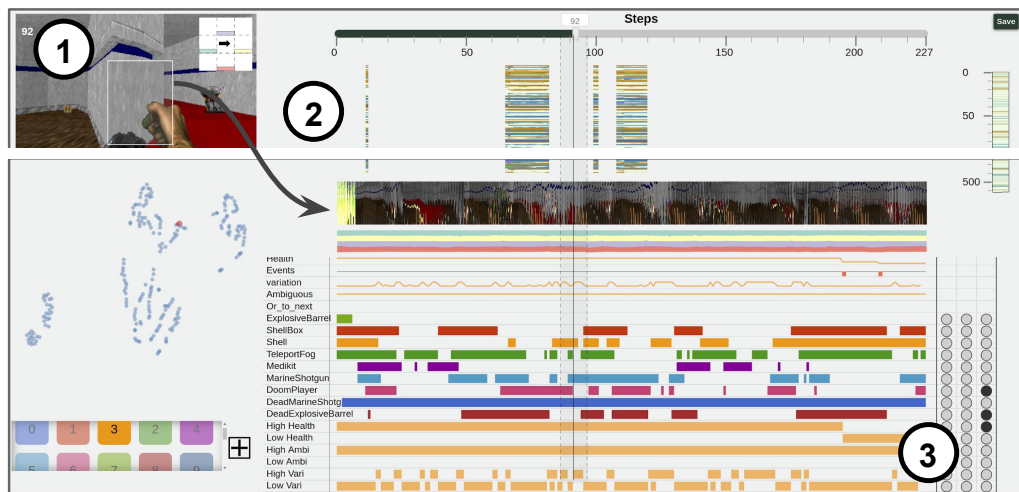 92
Steps
Save
92
1
0
50
100
150
200
227
2
0
50
500
Health
Events
variation
Ambiguous
Or_to_next
ExplosiveBarrel
ShellBox
Shell
TeleportFog
Medikit
MarineShotgun
DoomPlayer
DeadMarineShotg
DeadExplosiveBarrel
High Health
Low Health
High Ambi
Low Ambi
High Vari
Low Vari
0
1
3
2
4
5
6
7
8
9
3